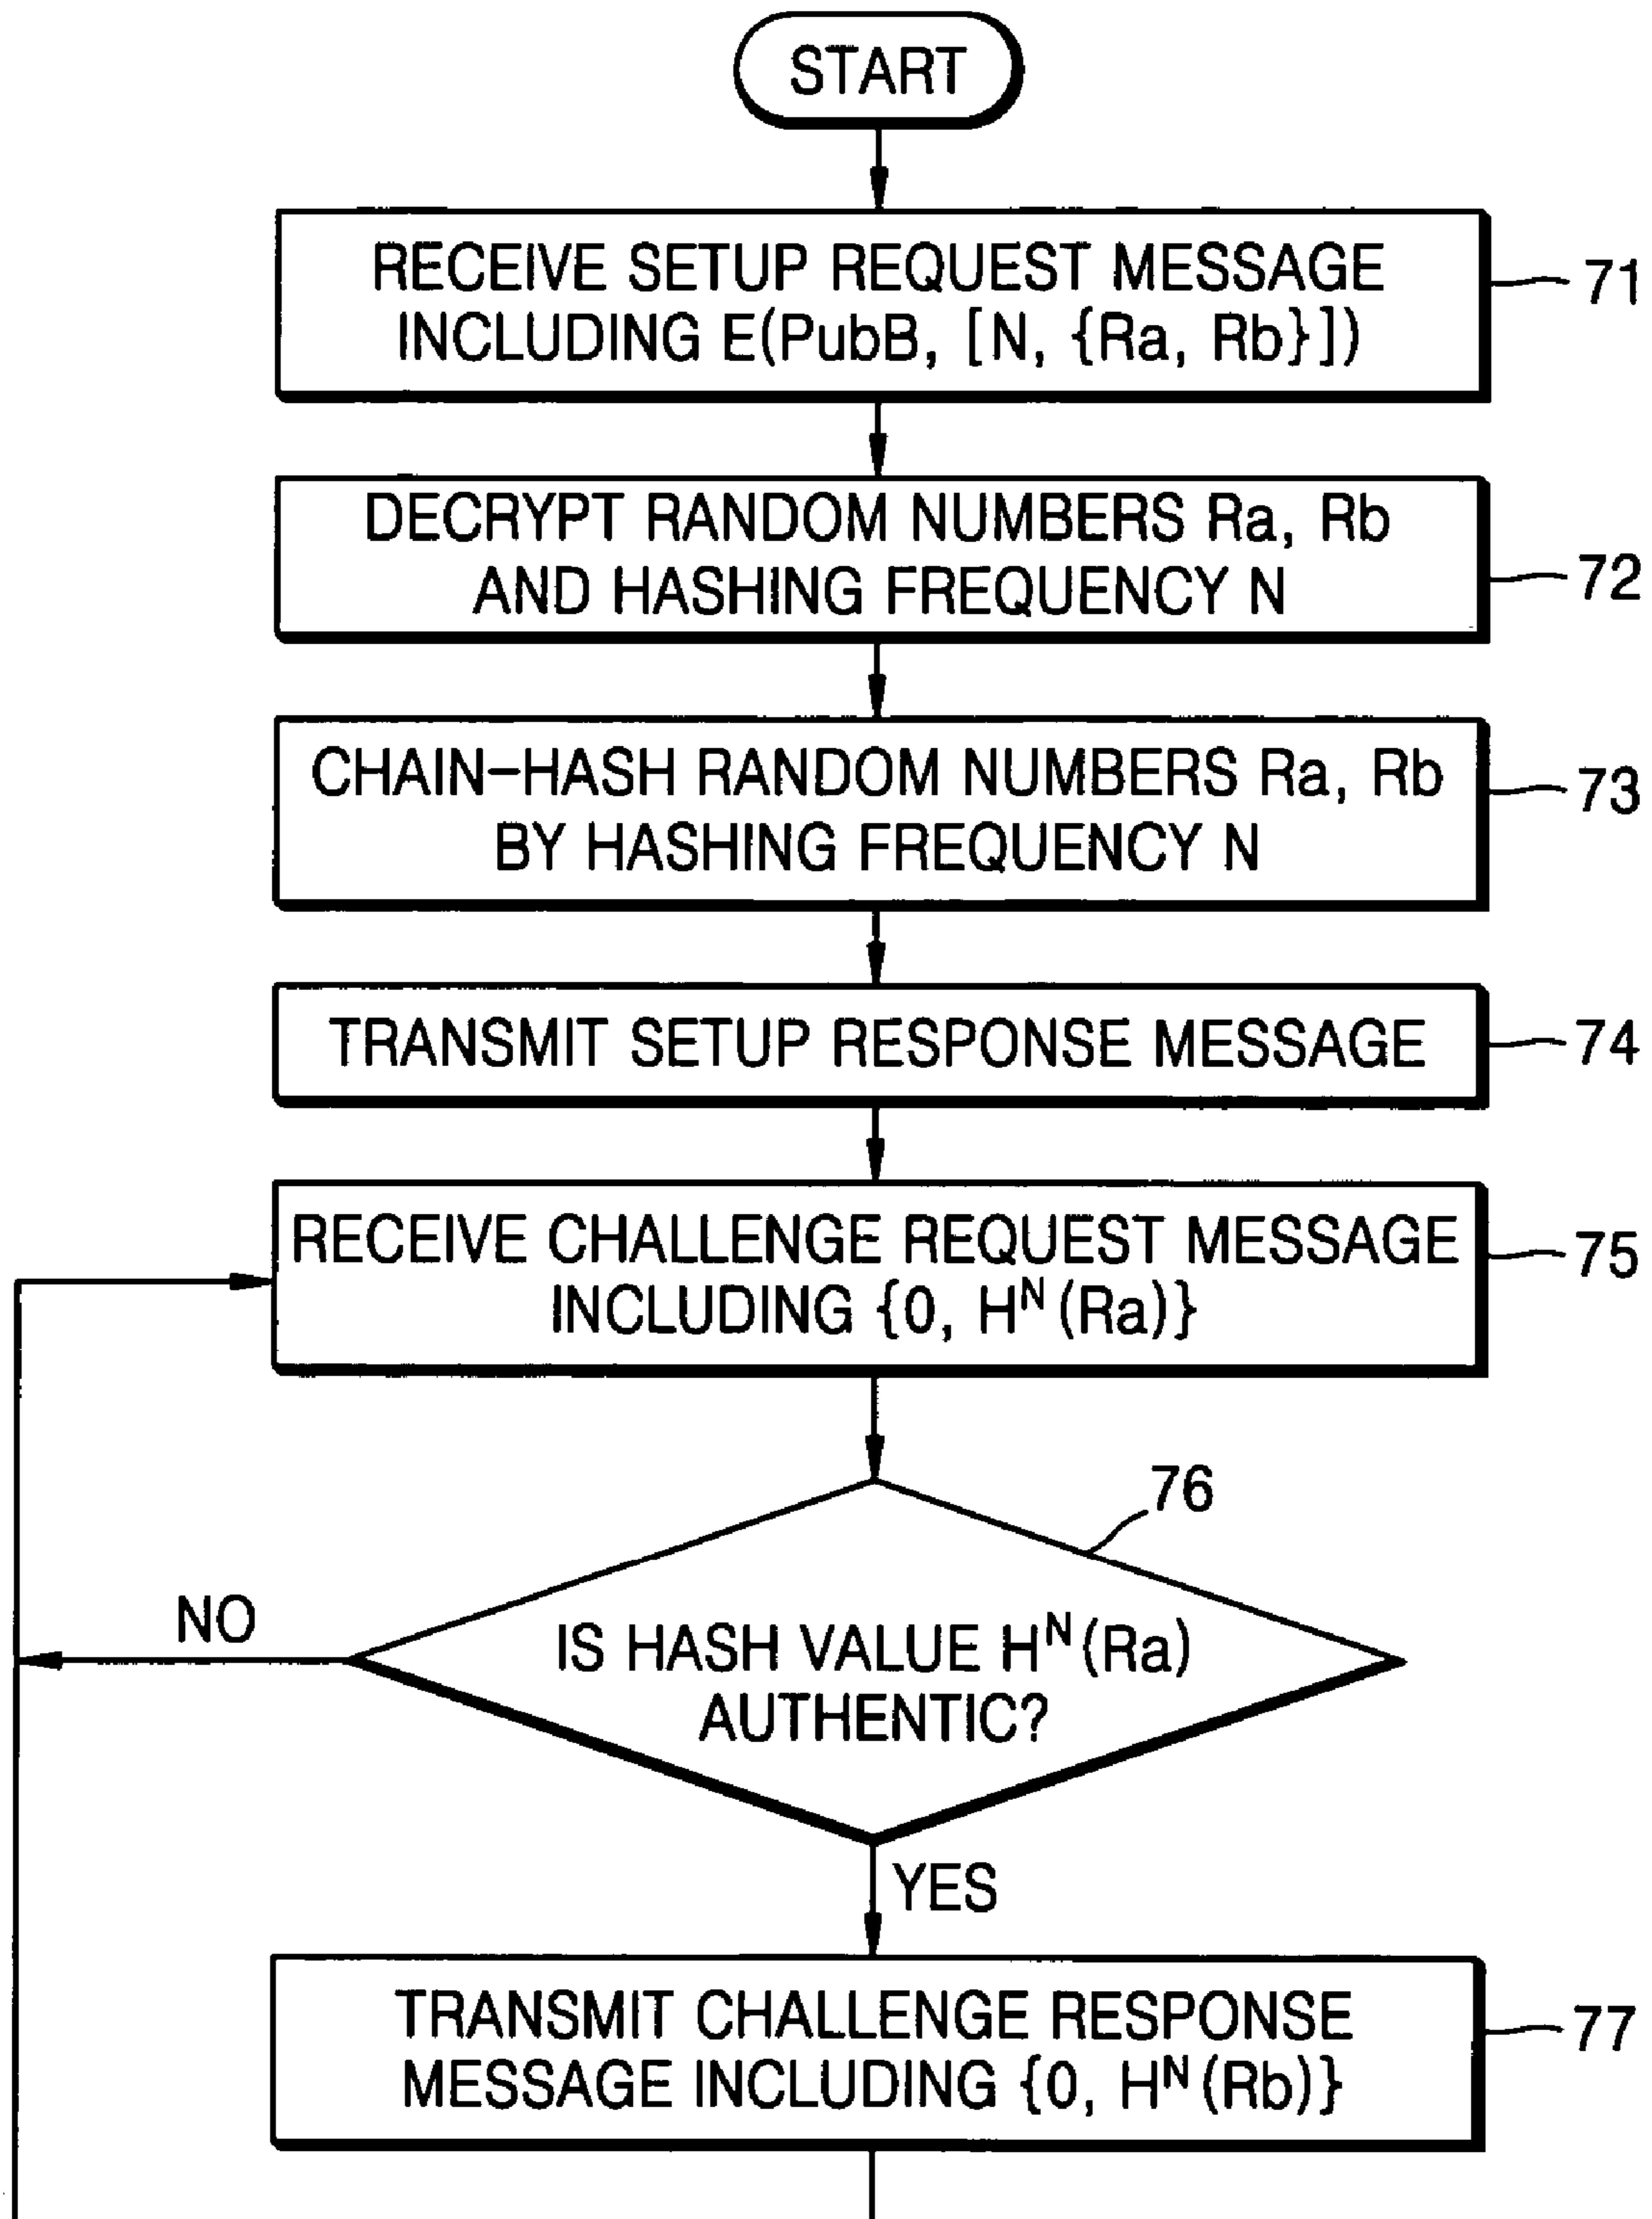 START
RECEIVE SETUP REQUEST MESSAGE
INCLUDING E(PubB, [N, {Ra, Rb}])
71
DECRYPT RANDOM NUMBERS Ra, Rb
AND HASHING FREQUENCY N
72
CHAIN-HASH RANDOM NUMBERS Ra, Rb
BY HASHING FREQUENCY N
73
TRANSMIT SETUP RESPONSE MESSAGE
74
RECEIVE CHALLENGE REQUEST MESSAGE
INCLUDING {0, Hᴺ(Ra)}
75
76
IS HASH VALUE Hᴺ(Ra)
AUTHENTIC?
NO
YES
TRANSMIT CHALLENGE RESPONSE
MESSAGE INCLUDING {0, Hᴺ(Rb)}
77